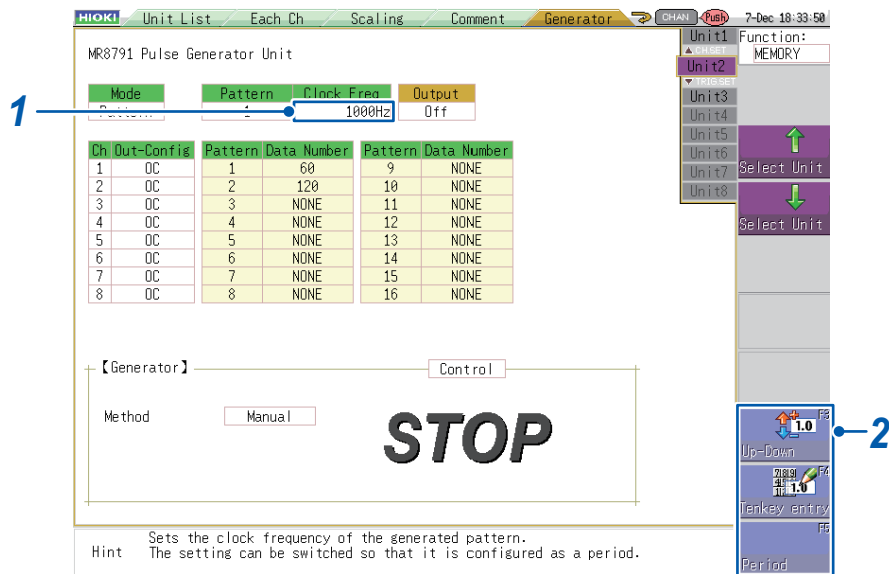 HIOKI Unit List Each Ch Scaling Comment Generator CHAN Push 7-Dec 18:33:50
MR8791 Pulse Generator Unit
Mode Pattern Clock Freq Output
1 1000Hz Off
1
Ch Out-Config Pattern Data Number Pattern Data Number
1 OC 1 60 9 NONE
2 OC 2 120 10 NONE
3 OC 3 NONE 11 NONE
4 OC 4 NONE 12 NONE
5 OC 5 NONE 13 NONE
6 OC 6 NONE 14 NONE
7 OC 7 NONE 15 NONE
8 OC 8 NONE 16 NONE
【Generator】 Control
Method Manual STOP
Hint Sets the clock frequency of the generated pattern.
The setting can be switched so that it is configured as a period.
Unit1
▲CH.SET
Unit2
▼TRIG.SET
Unit3
Unit4
Unit5
Unit6
Unit7
Unit8
Function:
MEMORY
Select Unit
Select Unit
F3
1.0
Up-Down
F4
1.0
Tenkey entry
F5
Period
2